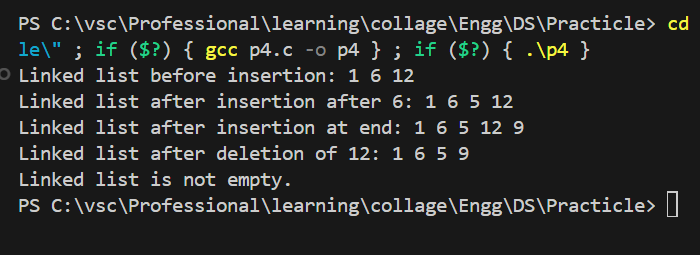 PS C:\vsc\Professional\learning\collage\Engg\DS\Practicle> cd
le\" ; if ($?) { gcc p4.c -o p4 } ; if ($?) { .\p4 }
Linked list before insertion: 1 6 12
Linked list after insertion after 6: 1 6 5 12
Linked list after insertion at end: 1 6 5 12 9
Linked list after deletion of 12: 1 6 5 9
Linked list is not empty.
PS C:\vsc\Professional\learning\collage\Engg\DS\Practicle>